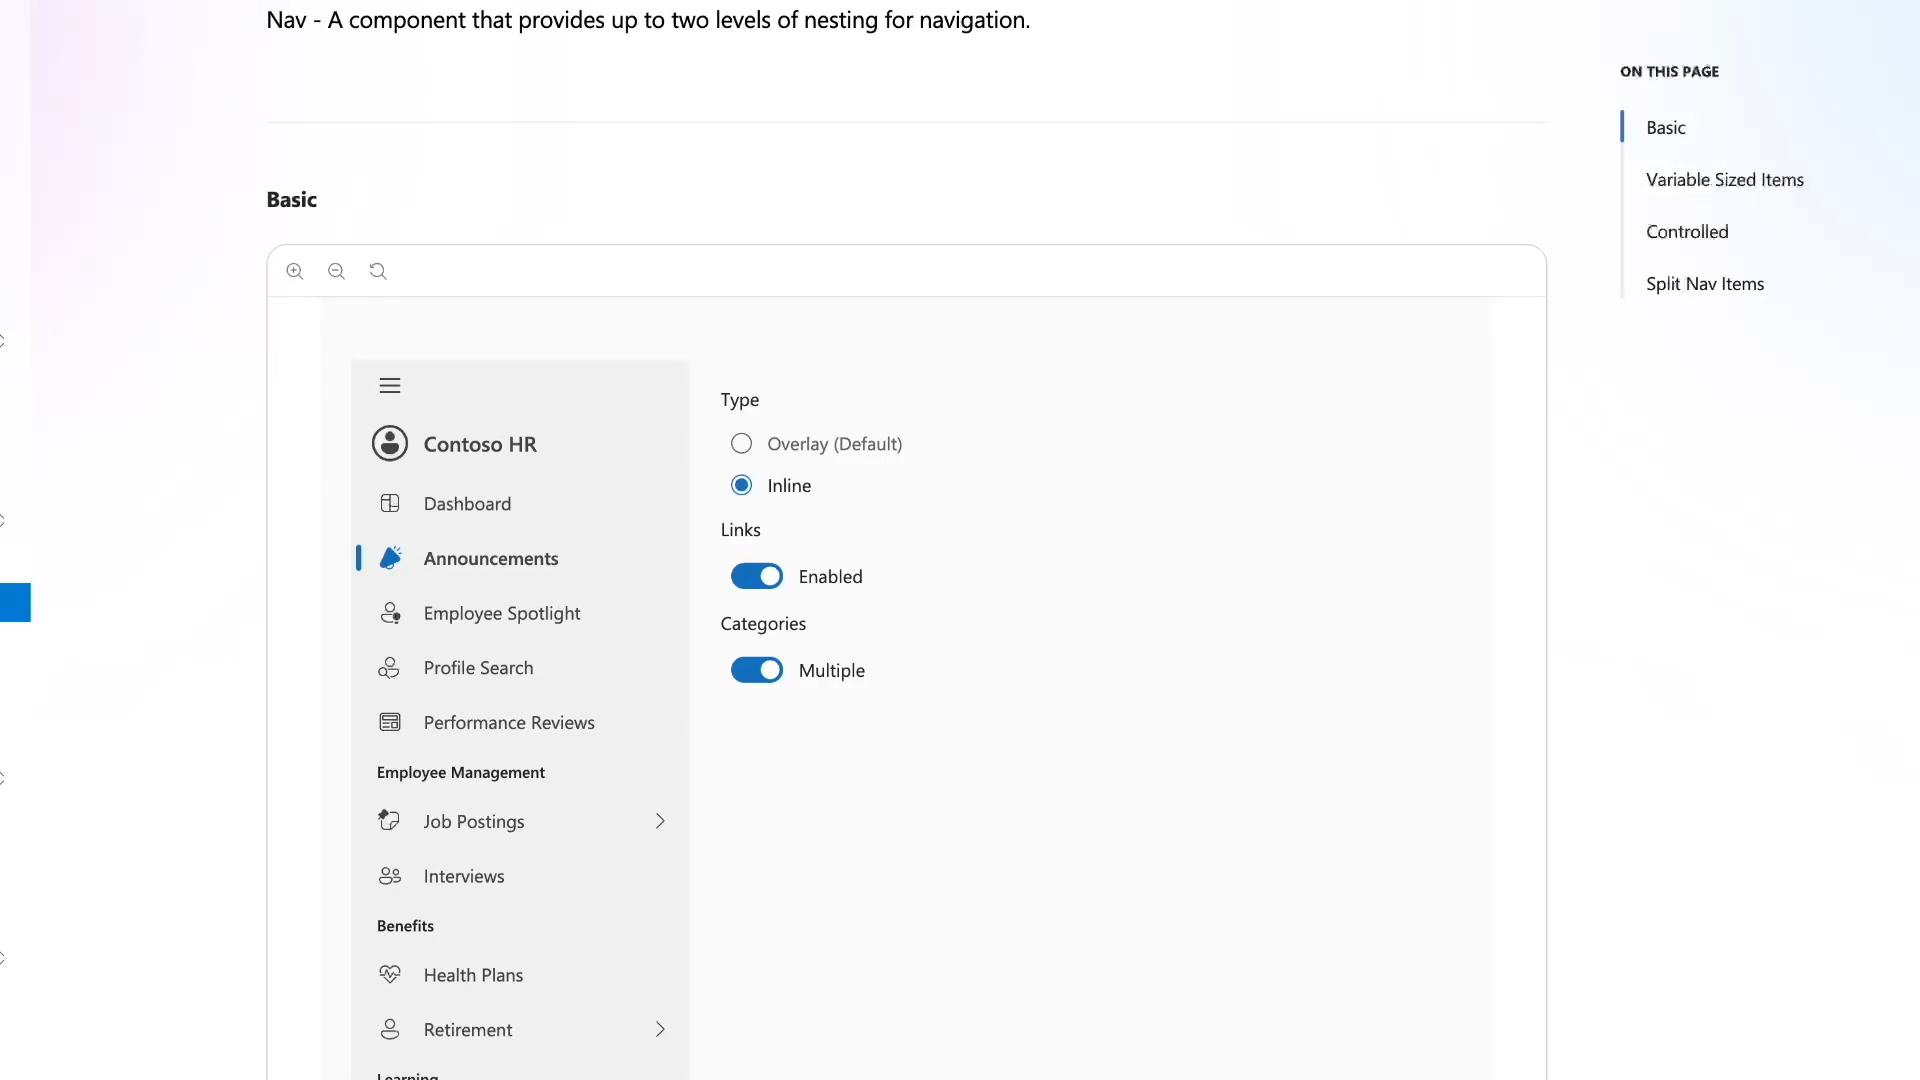 Nav - A component that provides up to two levels of nesting for navigation.
ON THIS PAGE
Basic
Variable Sized Items
Controlled
Split Nav Items
Basic
Contoso HR
Dashboard
Announcements
Employee Spotlight
Profile Search
Performance Reviews
Employee Management
Job Postings
Interviews
Benefits
Health Plans
Retirement
Learning
Type
Overlay (Default)
Inline
Links
Enabled
Categories
Multiple